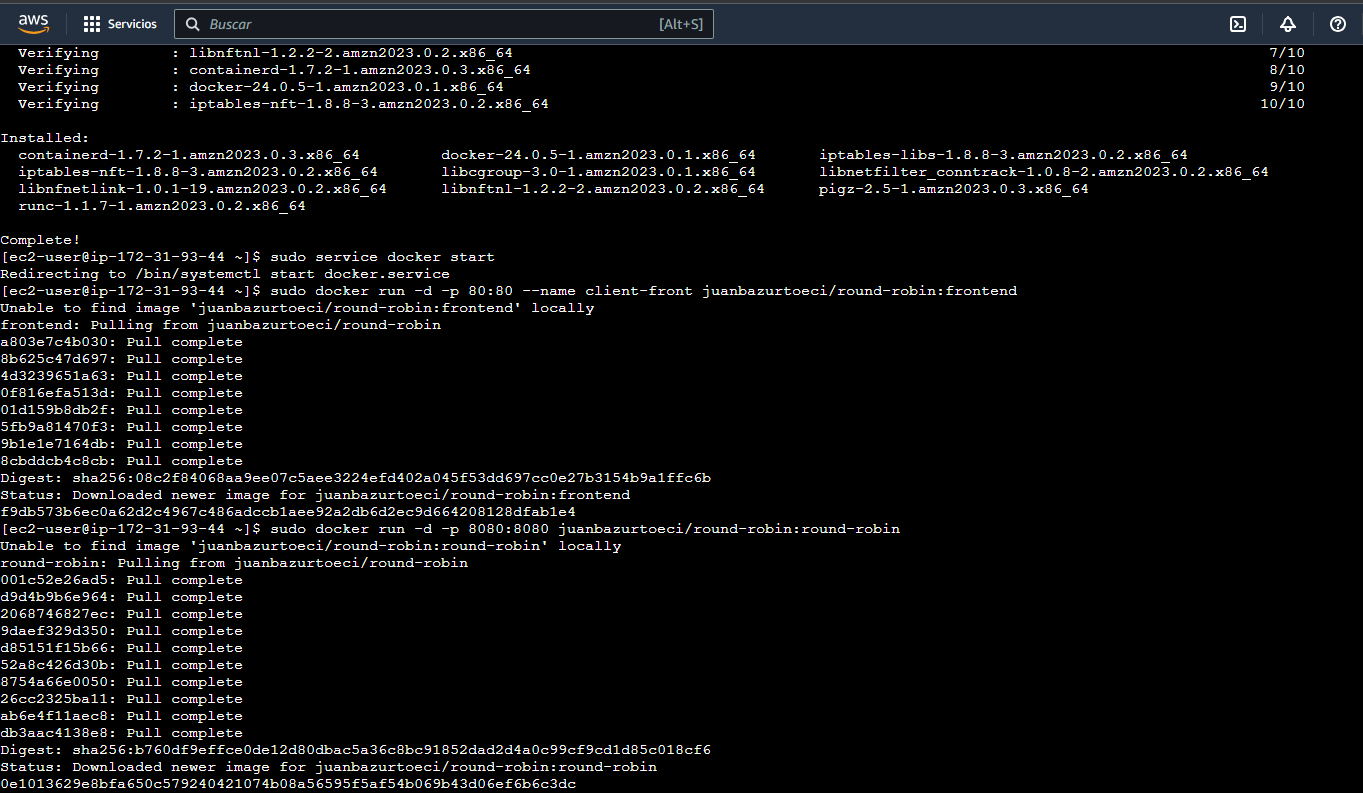 aws Servicios Buscar [Alt+S]
Verifying : libnftnl-1.2.2-2.amzn2023.0.2.x86_64 7/10
Verifying : containerd-1.7.2-1.amzn2023.0.3.x86_64 8/10
Verifying : docker-24.0.5-1.amzn2023.0.1.x86_64 9/10
Verifying : iptables-nft-1.8.8-3.amzn2023.0.2.x86_64 10/10
Installed:
containerd-1.7.2-1.amzn2023.0.3.x86_64 docker-24.0.5-1.amzn2023.0.1.x86_64 iptables-libs-1.8.8-3.amzn2023.0.2.x86_64
iptables-nft-1.8.8-3.amzn2023.0.2.x86_64 libcgroup-3.0-1.amzn2023.0.1.x86_64 libnetfilter_conntrack-1.0.8-2.amzn2023.0.2.x86_64
libnfnetlink-1.0.1-19.amzn2023.0.2.x86_64 libnftnl-1.2.2-2.amzn2023.0.2.x86_64 pigz-2.5-1.amzn2023.0.3.x86_64
runc-1.1.7-1.amzn2023.0.2.x86_64
Complete!
[ec2-user@ip-172-31-93-44 ~]$ sudo service docker start
Redirecting to /bin/systemctl start docker.service
[ec2-user@ip-172-31-93-44 ~]$ sudo docker run -d -p 80:80 --name client-front juanbazurtoeci/round-robin:frontend
Unable to find image 'juanbazurtoeci/round-robin:frontend' locally
frontend: Pulling from juanbazurtoeci/round-robin
a803e7c4b030: Pull complete
8b625c47d697: Pull complete
4d3239651a63: Pull complete
0f816efa513d: Pull complete
01d159b8db2f: Pull complete
5fb9a81470f3: Pull complete
9b1e1e7164db: Pull complete
8cbddcb4c8cb: Pull complete
Digest: sha256:08c2f84068aa9ee07c5aee3224efd402a045f53dd697cc0e27b3154b9a1ffc6b
Status: Downloaded newer image for juanbazurtoeci/round-robin:frontend
f9db573b6ec0a62d2c4967c486adccb1aee92a2db6d2ec9d664208128dfab1e4
[ec2-user@ip-172-31-93-44 ~]$ sudo docker run -d -p 8080:8080 juanbazurtoeci/round-robin:round-robin
Unable to find image 'juanbazurtoeci/round-robin:round-robin' locally
round-robin: Pulling from juanbazurtoeci/round-robin
001c52e26ad5: Pull complete
d9d4b9b6e964: Pull complete
2068746827ec: Pull complete
9daef329d350: Pull complete
d85151f15b66: Pull complete
52a8c426d30b: Pull complete
8754a66e0050: Pull complete
26cc2325ba11: Pull complete
ab6e4f11aec8: Pull complete
db3aac4138e8: Pull complete
Digest: sha256:b760df9effce0de12d80dbac5a36c8bc91852dad2d4a0c99cf9cd1d85c018cf6
Status: Downloaded newer image for juanbazurtoeci/round-robin:round-robin
0e1013629e8bfa650c579240421074b08a56595f5af54b069b43d06ef6b6c3dc